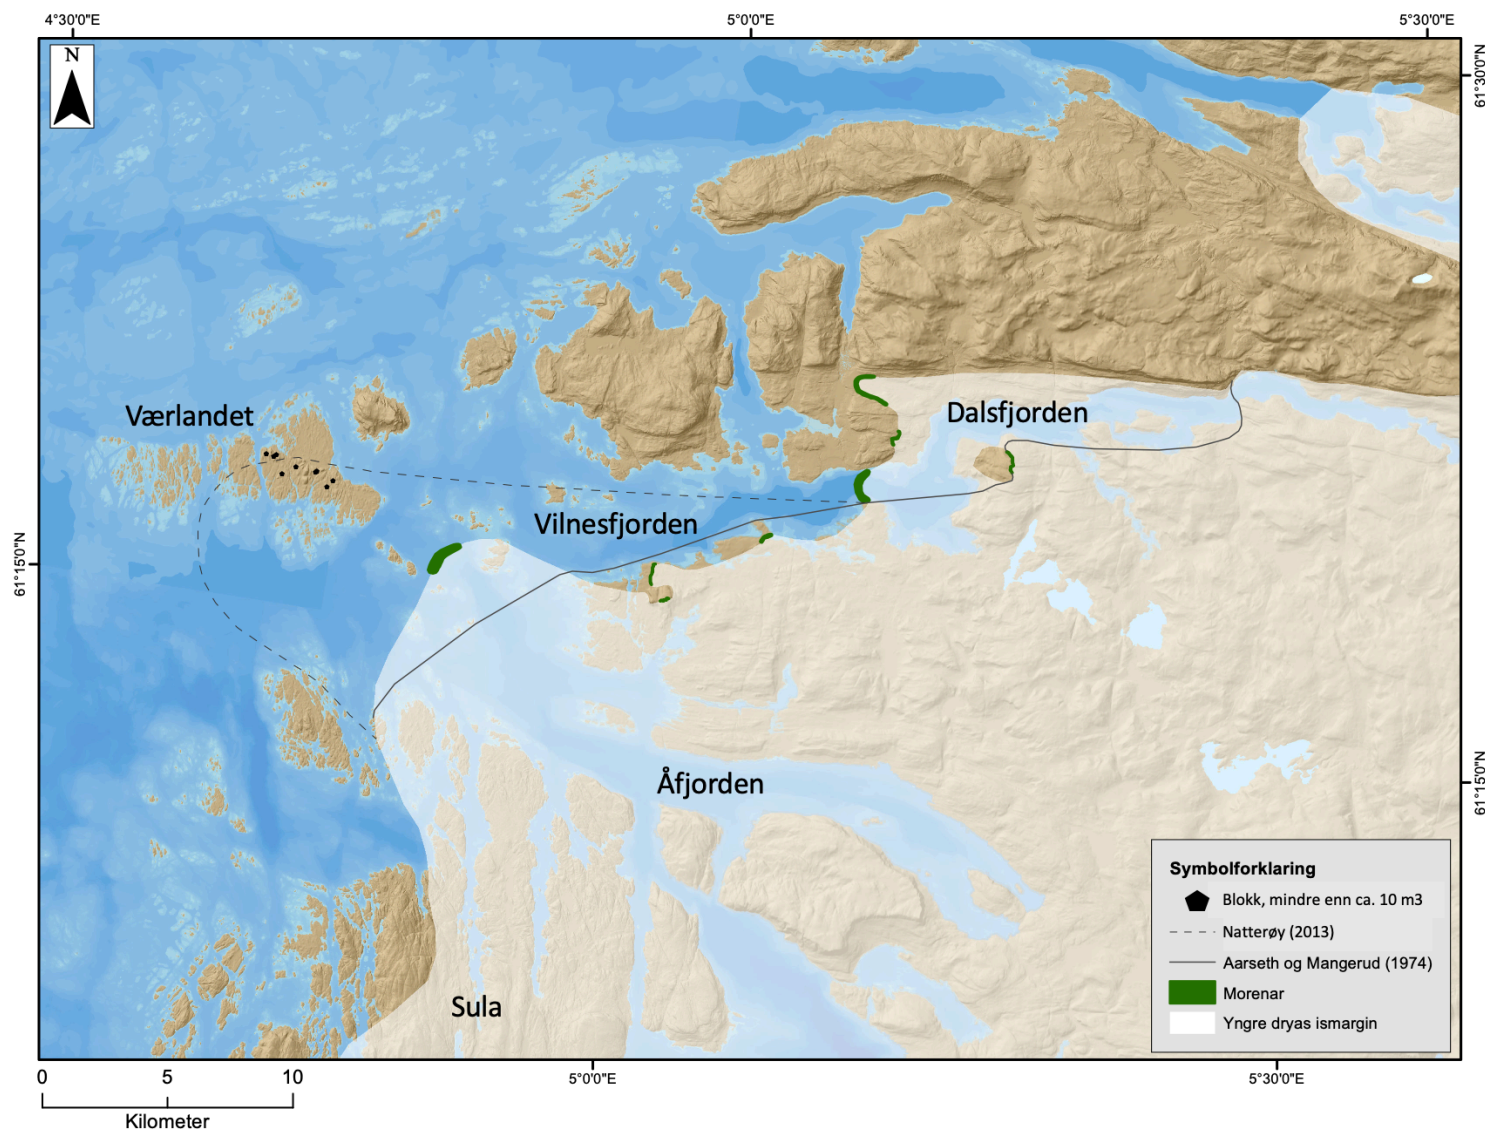 4°30'0"E
5°0'0"E
5°30'0"E
N
61°30'0"N
Værlandet
Dalsfjorden
Vilnesfjorden
61°15'0"N
Åfjorden
61°15'0"N
Sula
Symbolforklaring
Blokk, mindre enn ca. 10 m3
Natterøy (2013)
Aarseth og Mangerud (1974)
Morenar
Yngre dryas ismargin
0 5 10
Kilometer
5°0'0"E
5°30'0"E